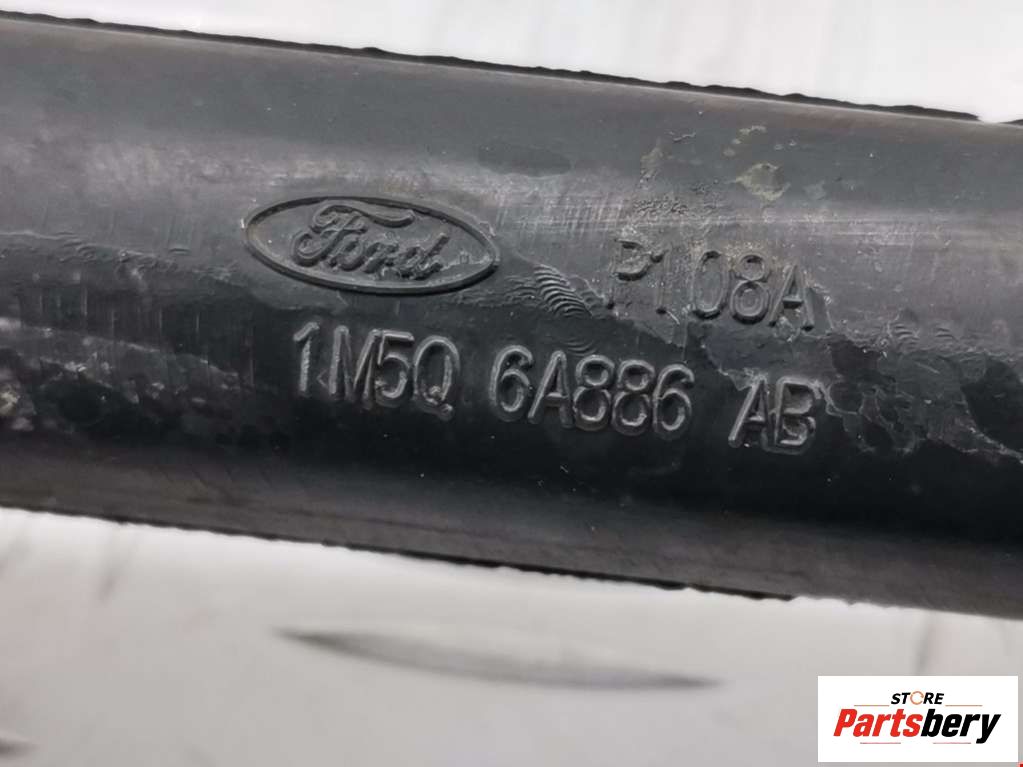 Ford
P108A
1M5Q 6A886 AB
STORE
Partsbery